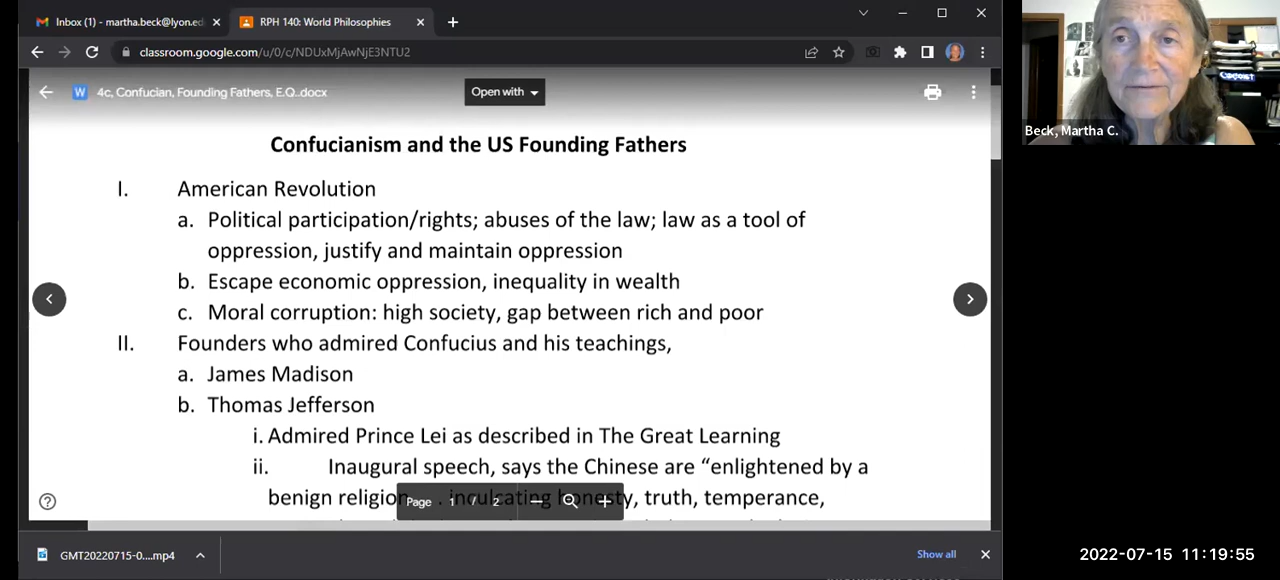 Inbox (1) - martha.beck@lyon.ed
RPH 140: World Philosophies
classroom.google.com/u/0/c/NDUxMjAwNjE3NTU2
4c, Confucian, Founding Fathers, E.Q..docx
Open with
Confucianism and the US Founding Fathers
I. American Revolution
a. Political participation/rights; abuses of the law; law as a tool of
oppression, justify and maintain oppression
b. Escape economic oppression, inequality in wealth
c. Moral corruption: high society, gap between rich and poor
II. Founders who admired Confucius and his teachings,
a. James Madison
b. Thomas Jefferson
i. Admired Prince Lei as described in The Great Learning
ii. Inaugural speech, says the Chinese are “enlightened by a
benign religion . . inculcating honesty, truth, temperance,
Page 1 / 2
GMT20220715-0....mp4
Show all
Beck, Martha C.
2022-07-15 11:19:55